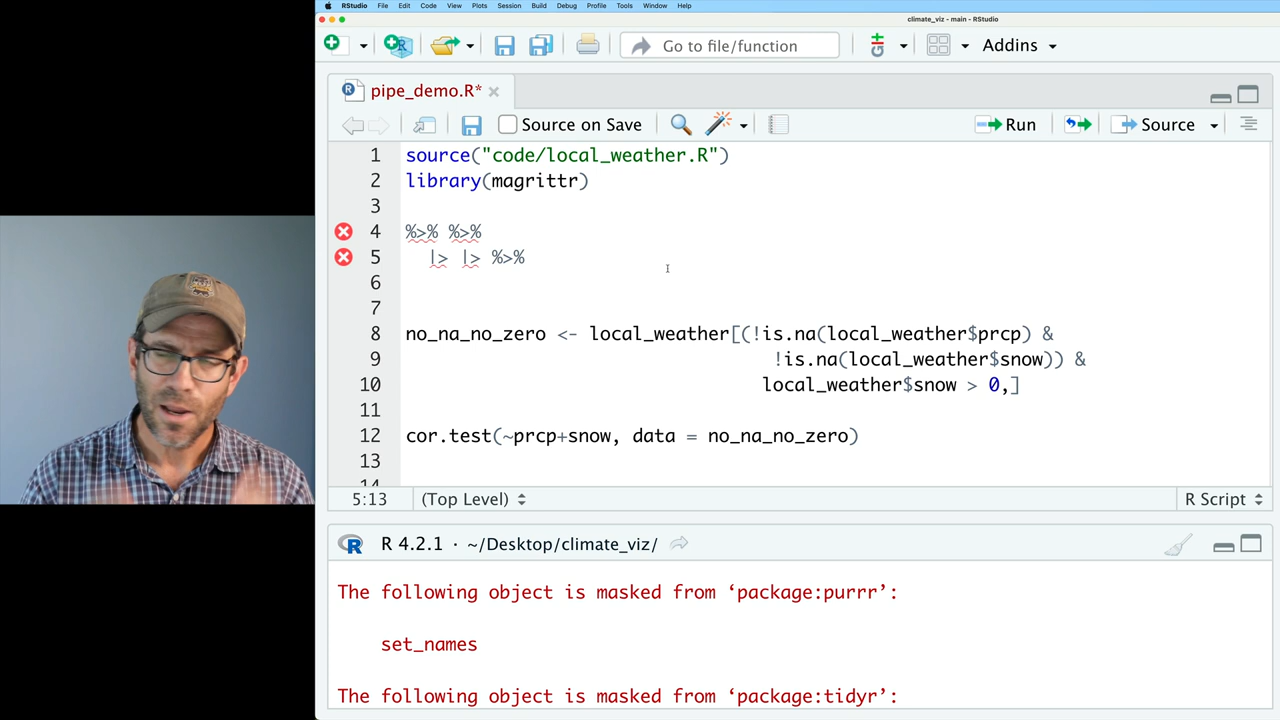 RStudio File Edit Code View Plots Session Build Debug Profile Tools Window Help
climate_viz - main - RStudio
Go to file/function Addins
pipe_demo.R*
Source on Save Run Source
1 source("code/local_weather.R")
2 library(magrittr)
3
4 %>% %>%
5 |> |> %>%
6
7
8 no_na_no_zero <- local_weather[(!is.na(local_weather$prcp) &
9 !is.na(local_weather$snow)) &
10 local_weather$snow > 0,]
11
12 cor.test(~prcp+snow, data = no_na_no_zero)
13
14
5:13 (Top Level) R Script
R R 4.2.1 · ~/Desktop/climate_viz/
The following object is masked from ‘package:purrr’:
set_names
The following object is masked from ‘package:tidyr’: